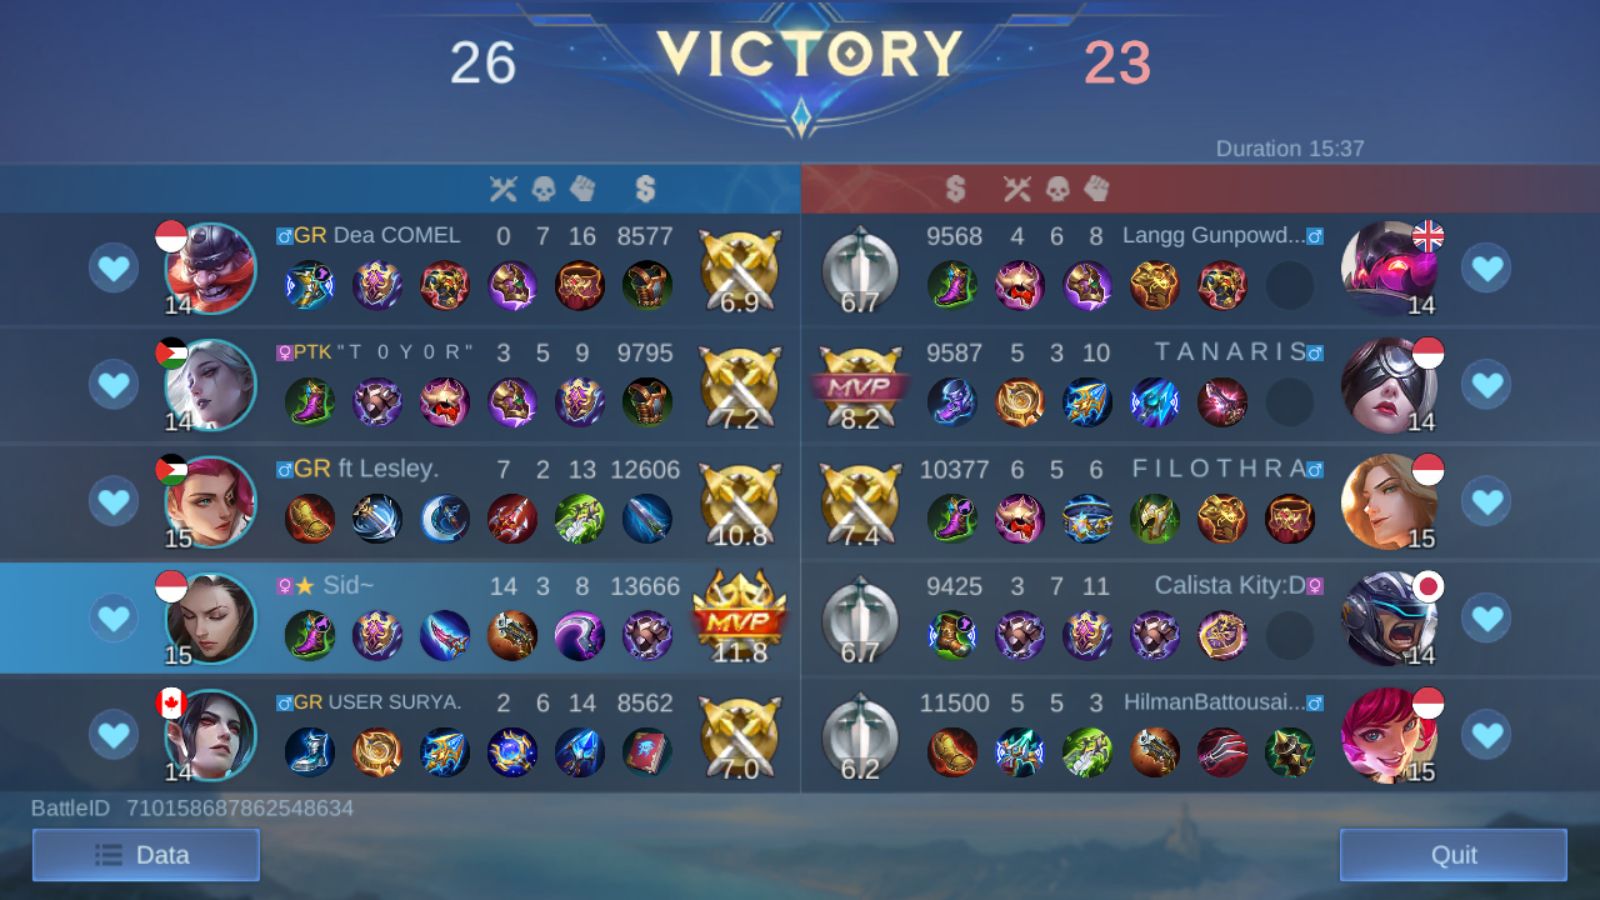 26 VICTORY 23
Duration 15:37
GR Dea COMEL 0 7 16 8577
14 6.9
9568 4 6 8 Langg Gunpowd...
6.7 14
PTK "T 0 Y 0 R" 3 5 9 9795
14 7.2
9587 5 3 10 T A N A R I S
MVP 8.2 14
GR ft Lesley. 7 2 13 12606
15 10.8
10377 6 5 6 F I L O T H R A
7.4 15
Sid~ 14 3 8 13666
15 MVP 11.8
9425 3 7 11 Calista Kity:D
6.7 14
GR USER SURYA. 2 6 14 8562
14 7.0
11500 5 5 3 HilmanBattousai...
6.2 15
BattleID 710158687862548634
Data
Quit